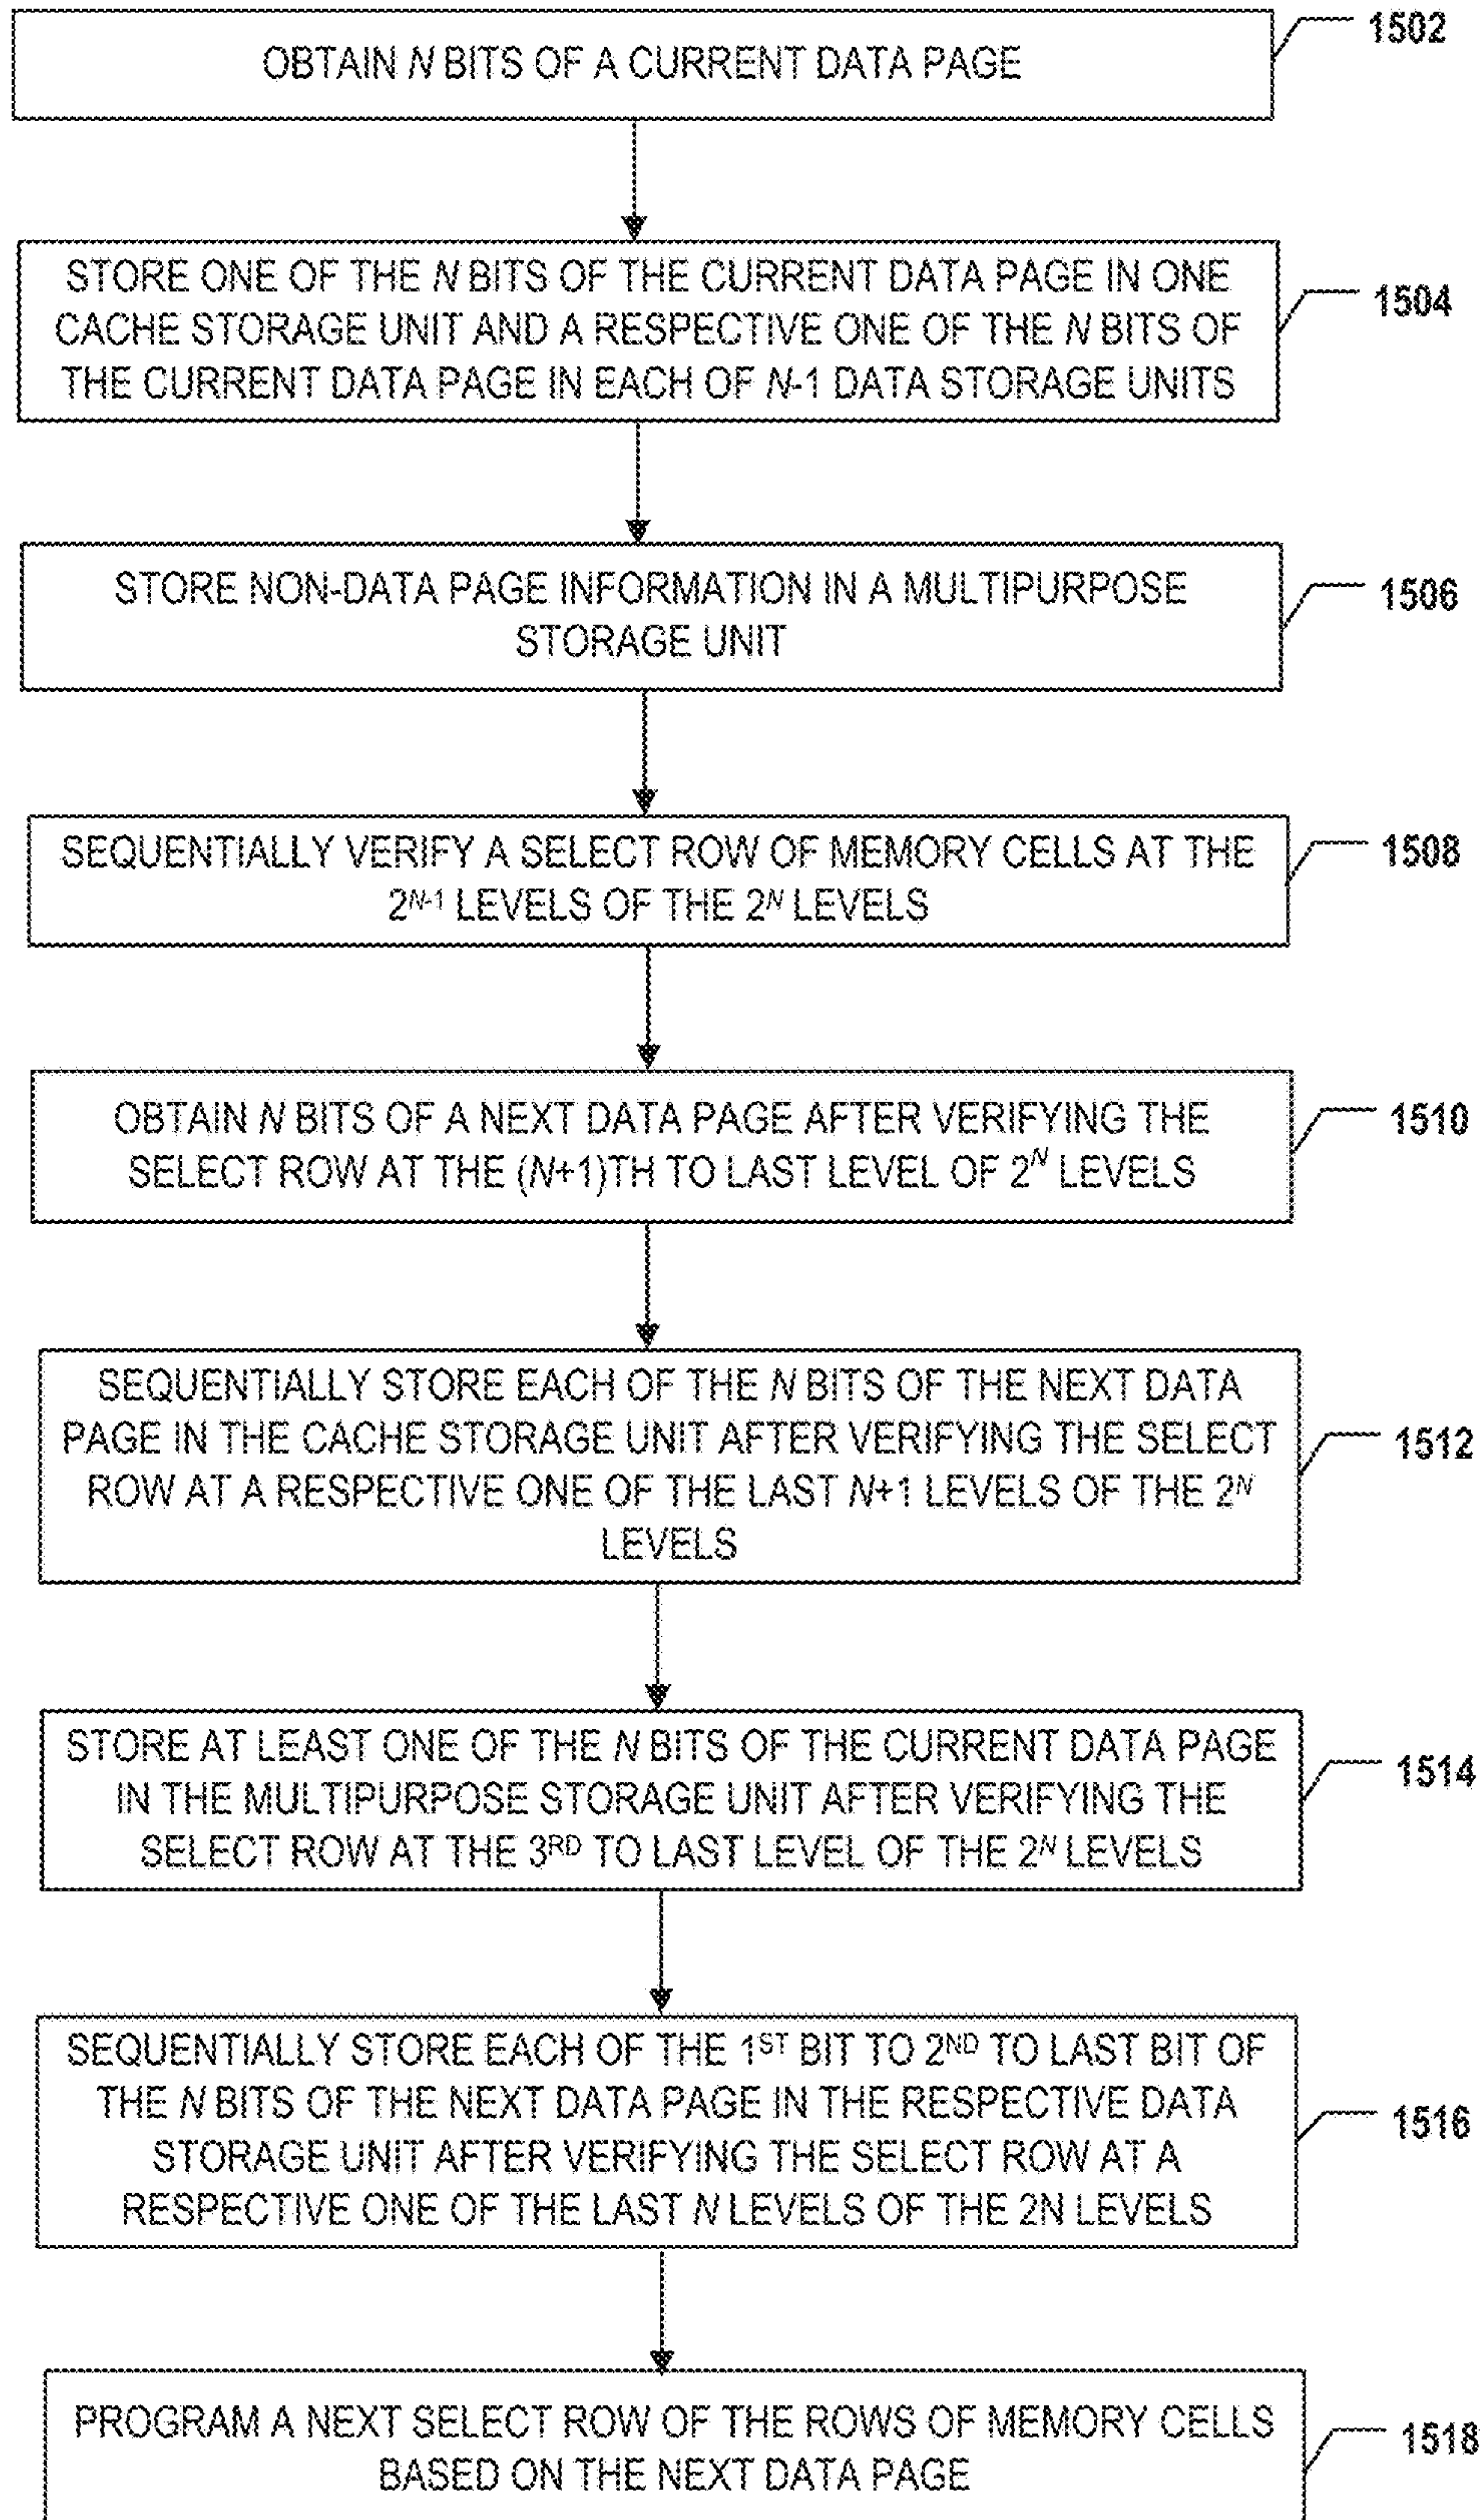 OBTAIN N BITS OF A CURRENT DATA PAGE
1502
STORE ONE OF THE N BITS OF THE CURRENT DATA PAGE IN ONE
CACHE STORAGE UNIT AND A RESPECTIVE ONE OF THE N BITS OF
THE CURRENT DATA PAGE IN EACH OF N-1 DATA STORAGE UNITS
1504
STORE NON-DATA PAGE INFORMATION IN A MULTIPURPOSE
STORAGE UNIT
1506
SEQUENTIALLY VERIFY A SELECT ROW OF MEMORY CELLS AT THE
2ᴺ⁻¹ LEVELS OF THE 2ᴺ LEVELS
1508
OBTAIN N BITS OF A NEXT DATA PAGE AFTER VERIFYING THE
SELECT ROW AT THE (N+1)TH TO LAST LEVEL OF 2ᴺ LEVELS
1510
SEQUENTIALLY STORE EACH OF THE N BITS OF THE NEXT DATA
PAGE IN THE CACHE STORAGE UNIT AFTER VERIFYING THE SELECT
ROW AT A RESPECTIVE ONE OF THE LAST N+1 LEVELS OF THE 2ᴺ
LEVELS
1512
STORE AT LEAST ONE OF THE N BITS OF THE CURRENT DATA PAGE
IN THE MULTIPURPOSE STORAGE UNIT AFTER VERIFYING THE
SELECT ROW AT THE 3RD TO LAST LEVEL OF THE 2ᴺ LEVELS
1514
SEQUENTIALLY STORE EACH OF THE 1ST BIT TO 2ND TO LAST BIT OF
THE N BITS OF THE NEXT DATA PAGE IN THE RESPECTIVE DATA
STORAGE UNIT AFTER VERIFYING THE SELECT ROW AT A
RESPECTIVE ONE OF THE LAST N LEVELS OF THE 2N LEVELS
1516
PROGRAM A NEXT SELECT ROW OF THE ROWS OF MEMORY CELLS
BASED ON THE NEXT DATA PAGE
1518